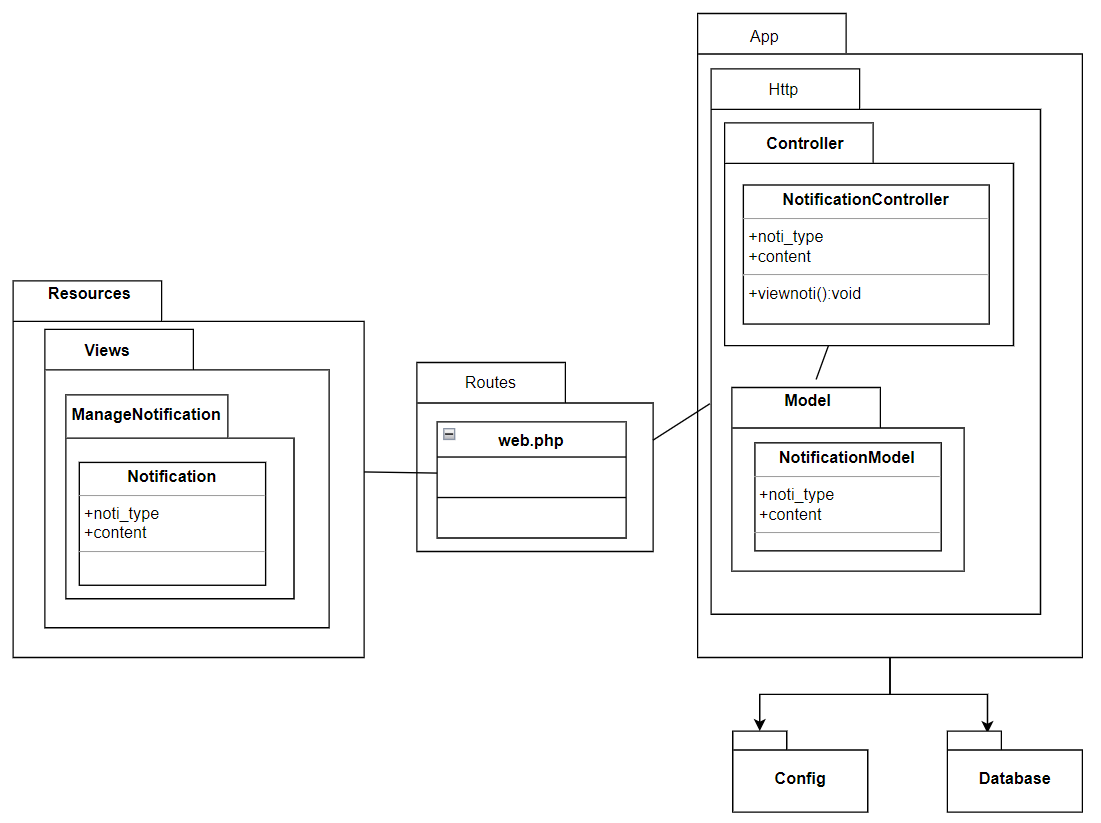 App
Http
Controller
NotificationController
+noti_type
+content
+viewnoti():void
Resources
Views
ManageNotification
Notification
+noti_type
+content
Routes
web.php
Model
NotificationModel
+noti_type
+content
Config
Database